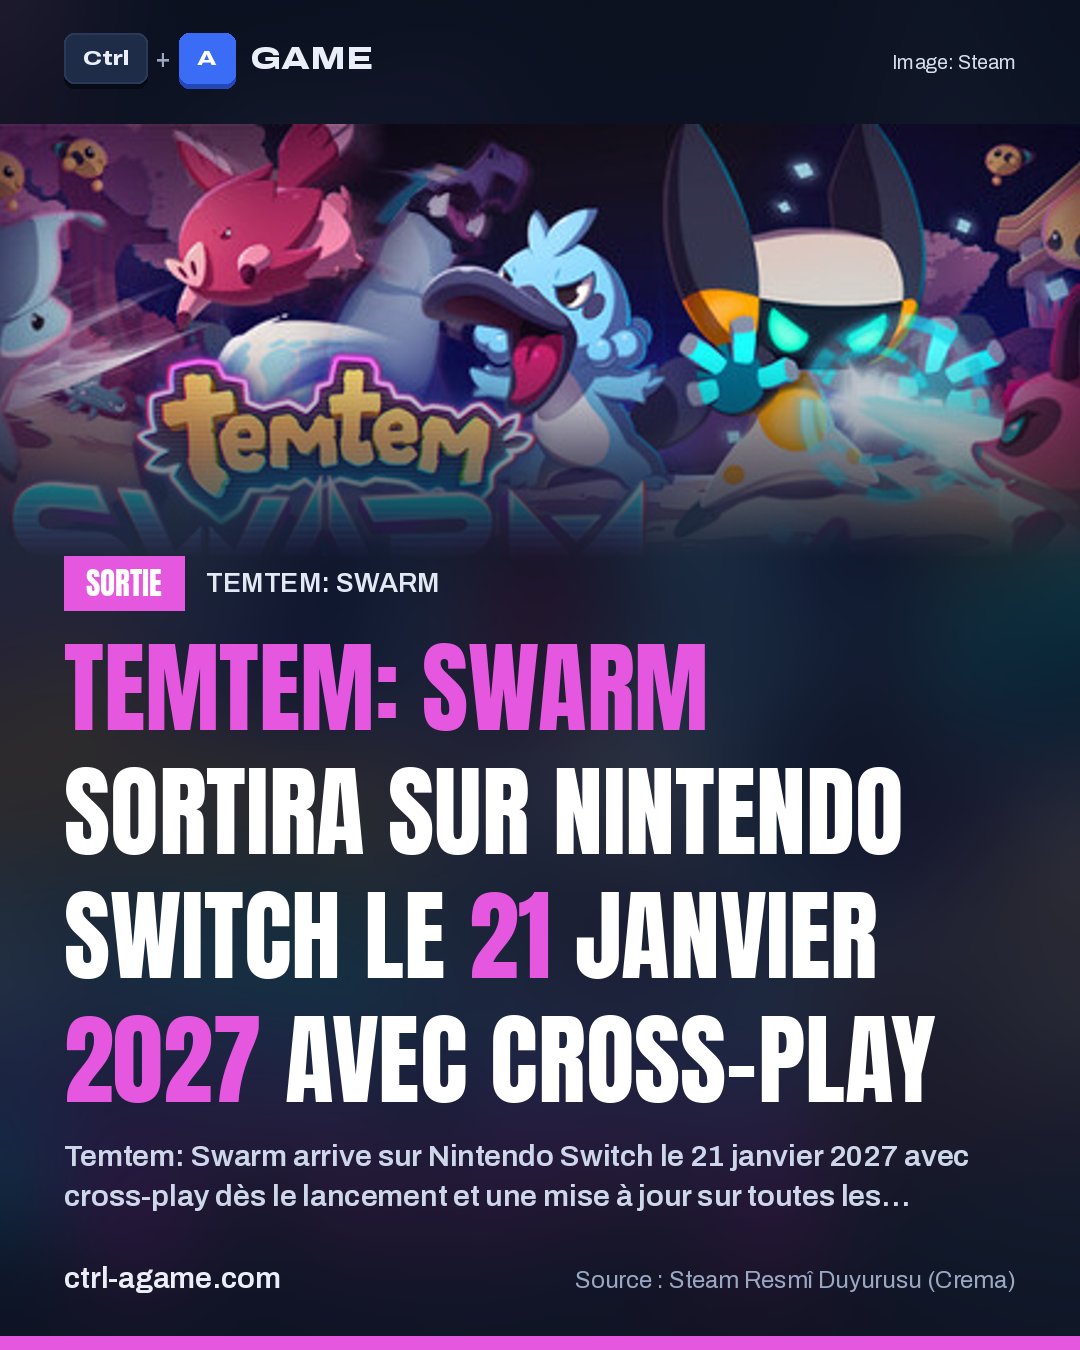 Ctrl + A GAME
Image: Steam
temtem
SWARM
SORTIE
TEMTEM: SWARM
TEMTEM: SWARM
SORTIRA SUR NINTENDO
SWITCH LE 21 JANVIER
2027 AVEC CROSS-PLAY
Temtem: Swarm arrive sur Nintendo Switch le 21 janvier 2027 avec
cross-play dès le lancement et une mise à jour sur toutes les…
ctrl-agame.com
Source : Steam Resmî Duyurusu (Crema)